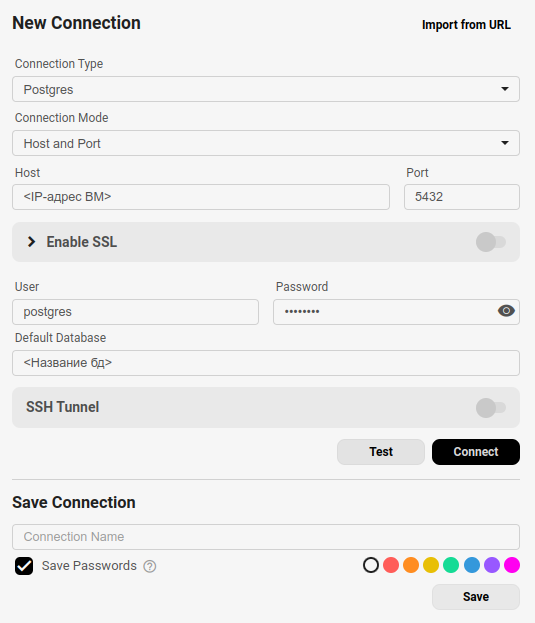 New Connection
Import from URL
Connection Type
Postgres
Connection Mode
Host and Port
Host
Port
<IP-адрес ВМ>
5432
Enable SSL
User
Password
postgres
••••••••
Default Database
<Название бд>
SSH Tunnel
Test
Connect
Save Connection
Connection Name
Save Passwords ?
Save